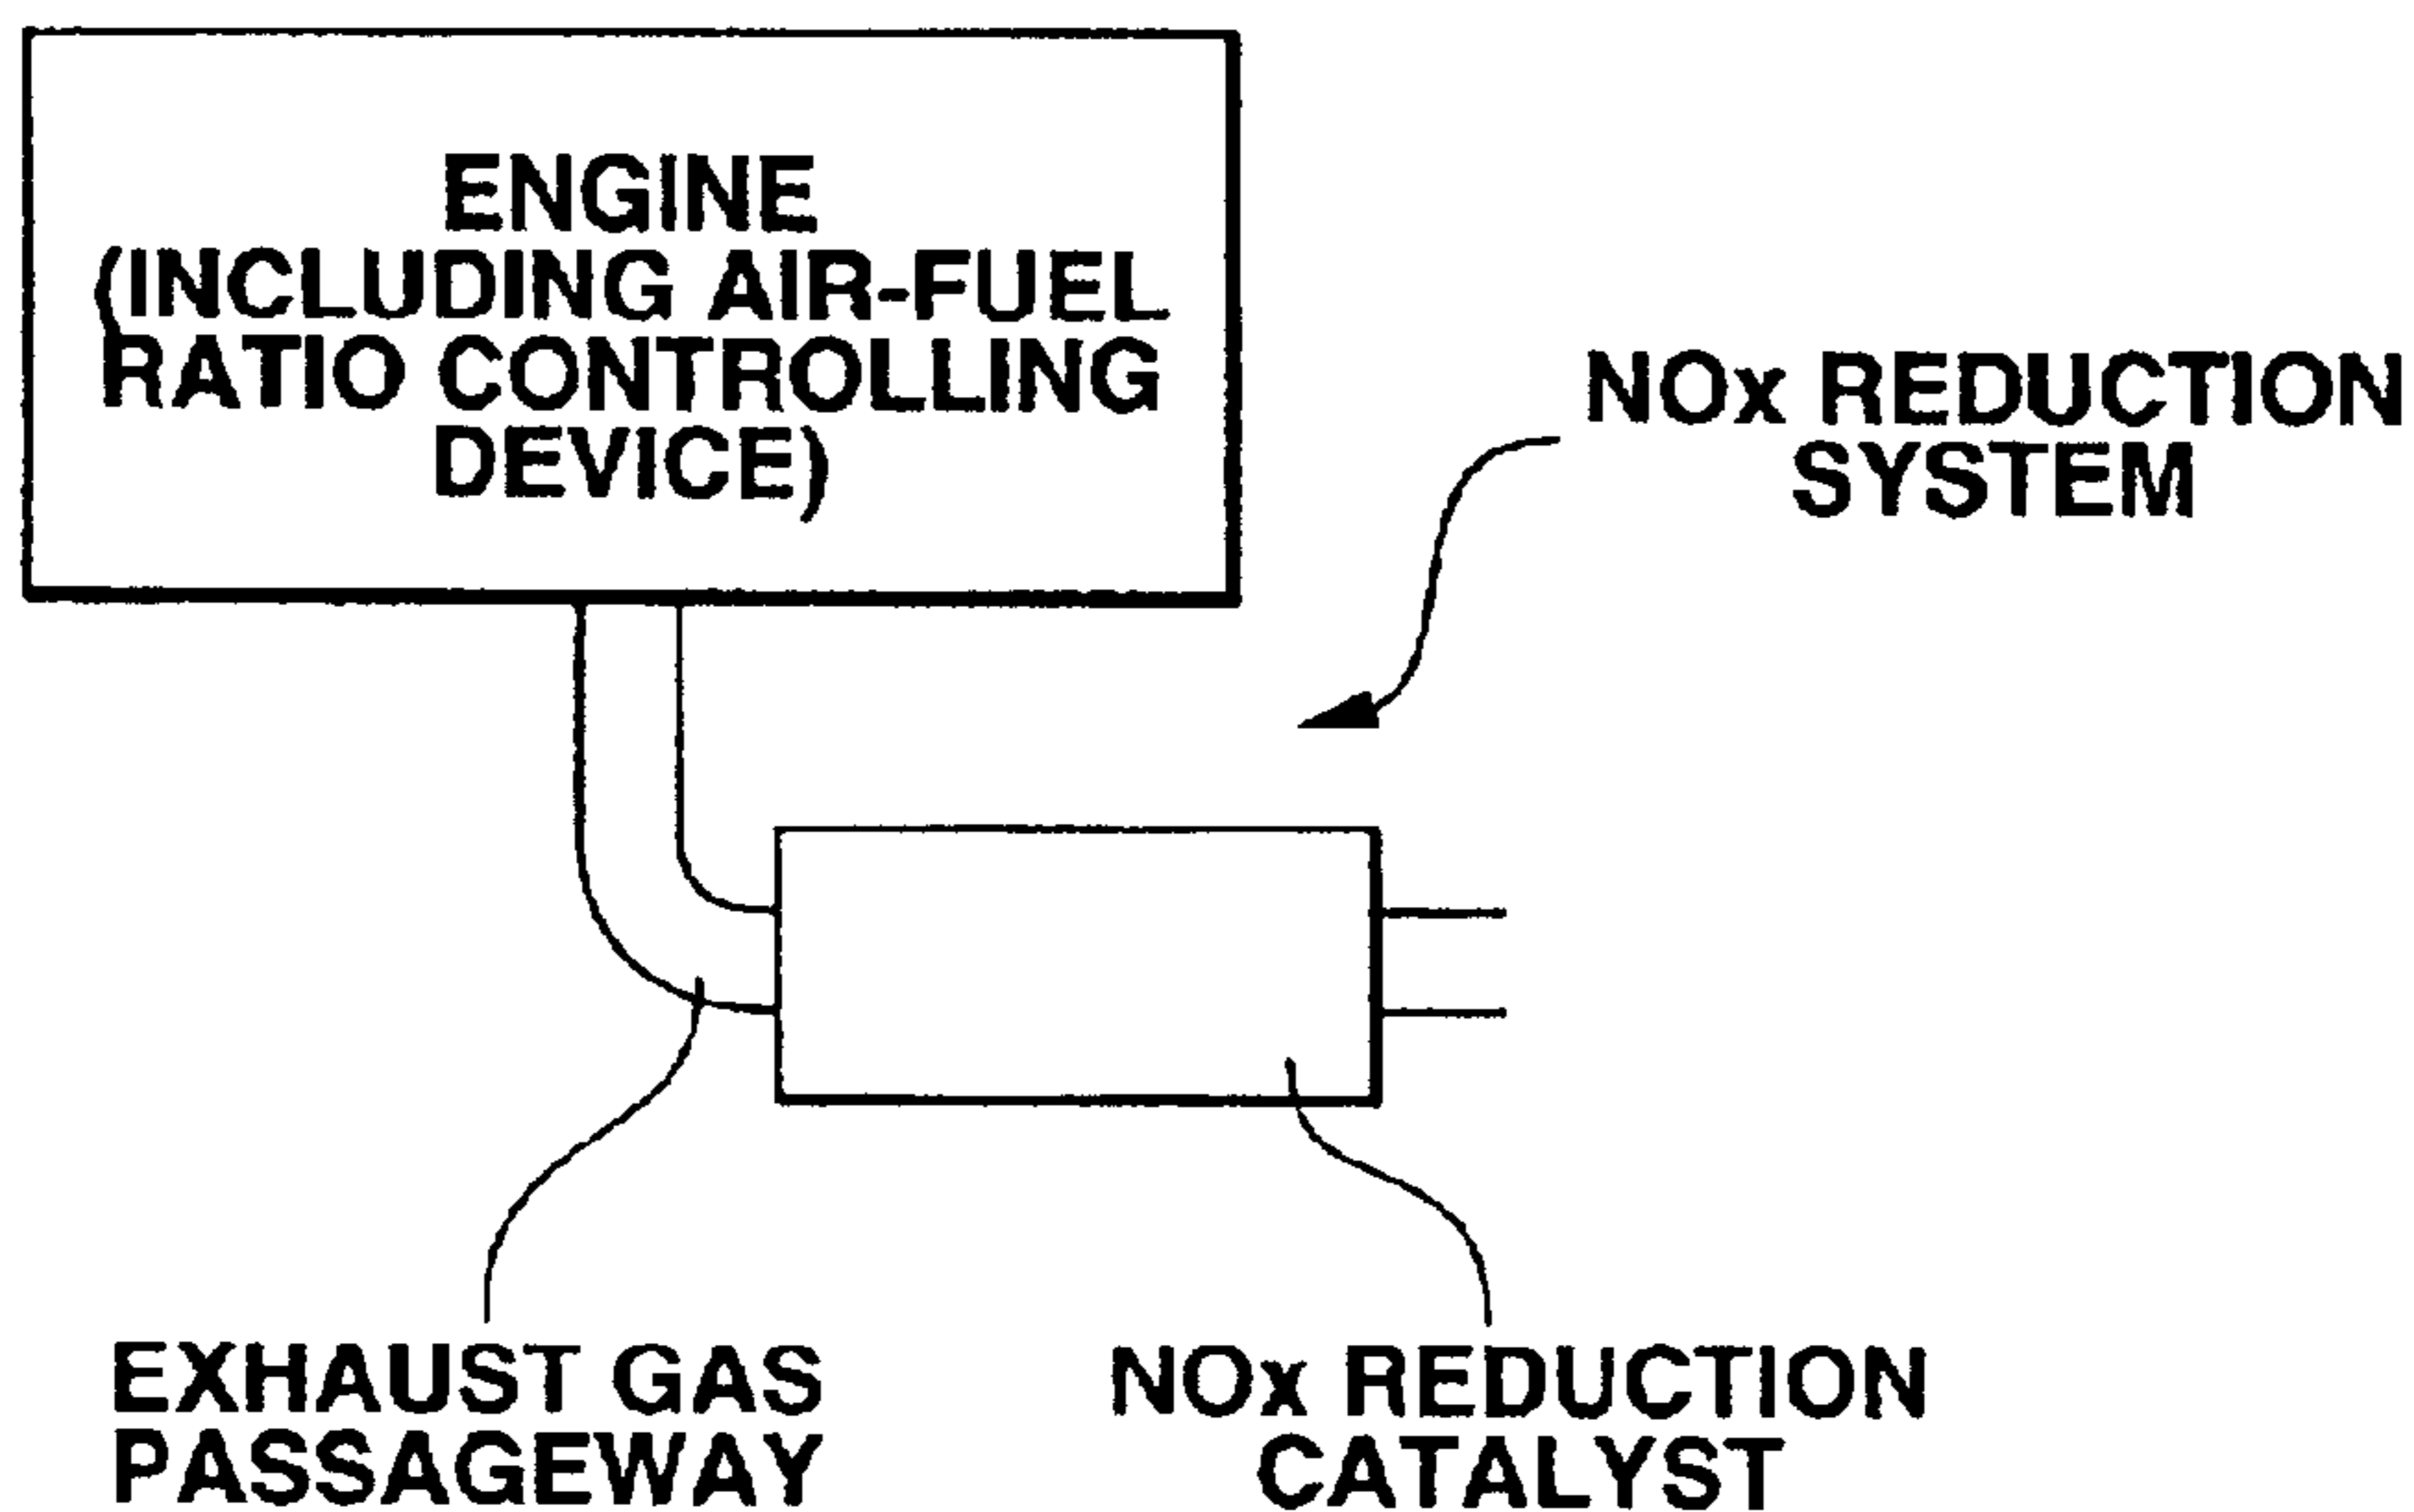 ENGINE
(INCLUDING AIR-FUEL
RATIO CONTROLLING
DEVICE)
NOx REDUCTION
SYSTEM
EXHAUST GAS
PASSAGEWAY
NOx REDUCTION
CATALYST